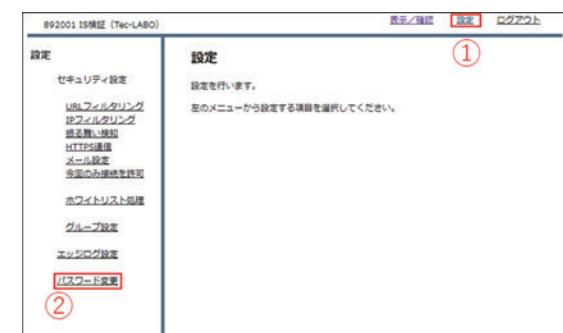 892001 IS検証 (Tec-LABO)
表示/確認 設定 ログアウト
①
設定
セキュリティ設定
URLフィルタリング
IPフィルタリング
振る舞い検知
HTTPS通信
メール設定
今回のみ接続を許可
ホワイトリスト処理
グループ設定
エッジログ設定
パスワード変更
②
設定
設定を行います。
左のメニューから設定する項目を選択してください。